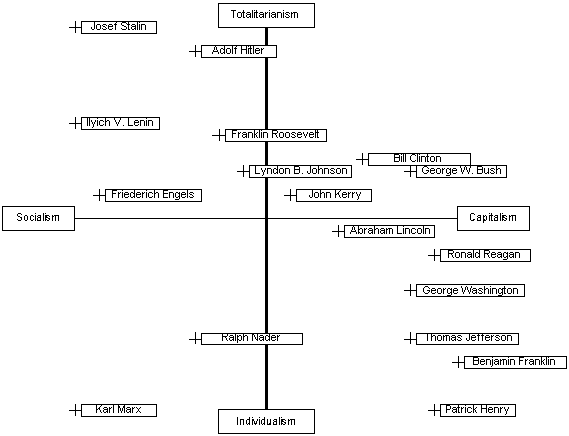 Totalitarianism
Josef Stalin
Adolf Hitler
Ilyich V. Lenin
Franklin Roosevelt
Bill Clinton
Lyndon B. Johnson
George W. Bush
Friederich Engels
John Kerry
Socialism
Capitalism
Abraham Lincoln
Ronald Reagan
George Washington
Ralph Nader
Thomas Jefferson
Benjamin Franklin
Karl Marx
Patrick Henry
Individualism